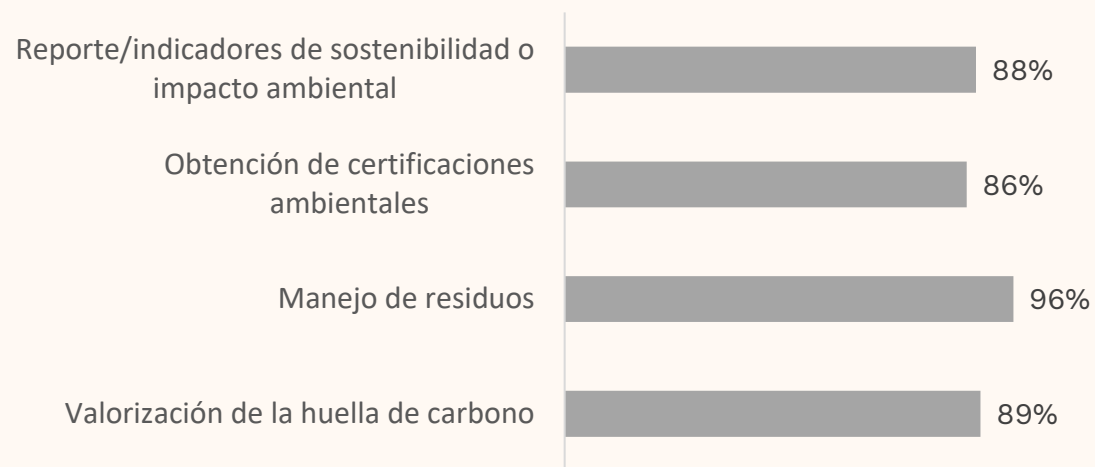 Reporte/indicadores de sostenibilidad o
impacto ambiental
88%
Obtención de certificaciones
ambientales
86%
Manejo de residuos
96%
Valorización de la huella de carbono
89%